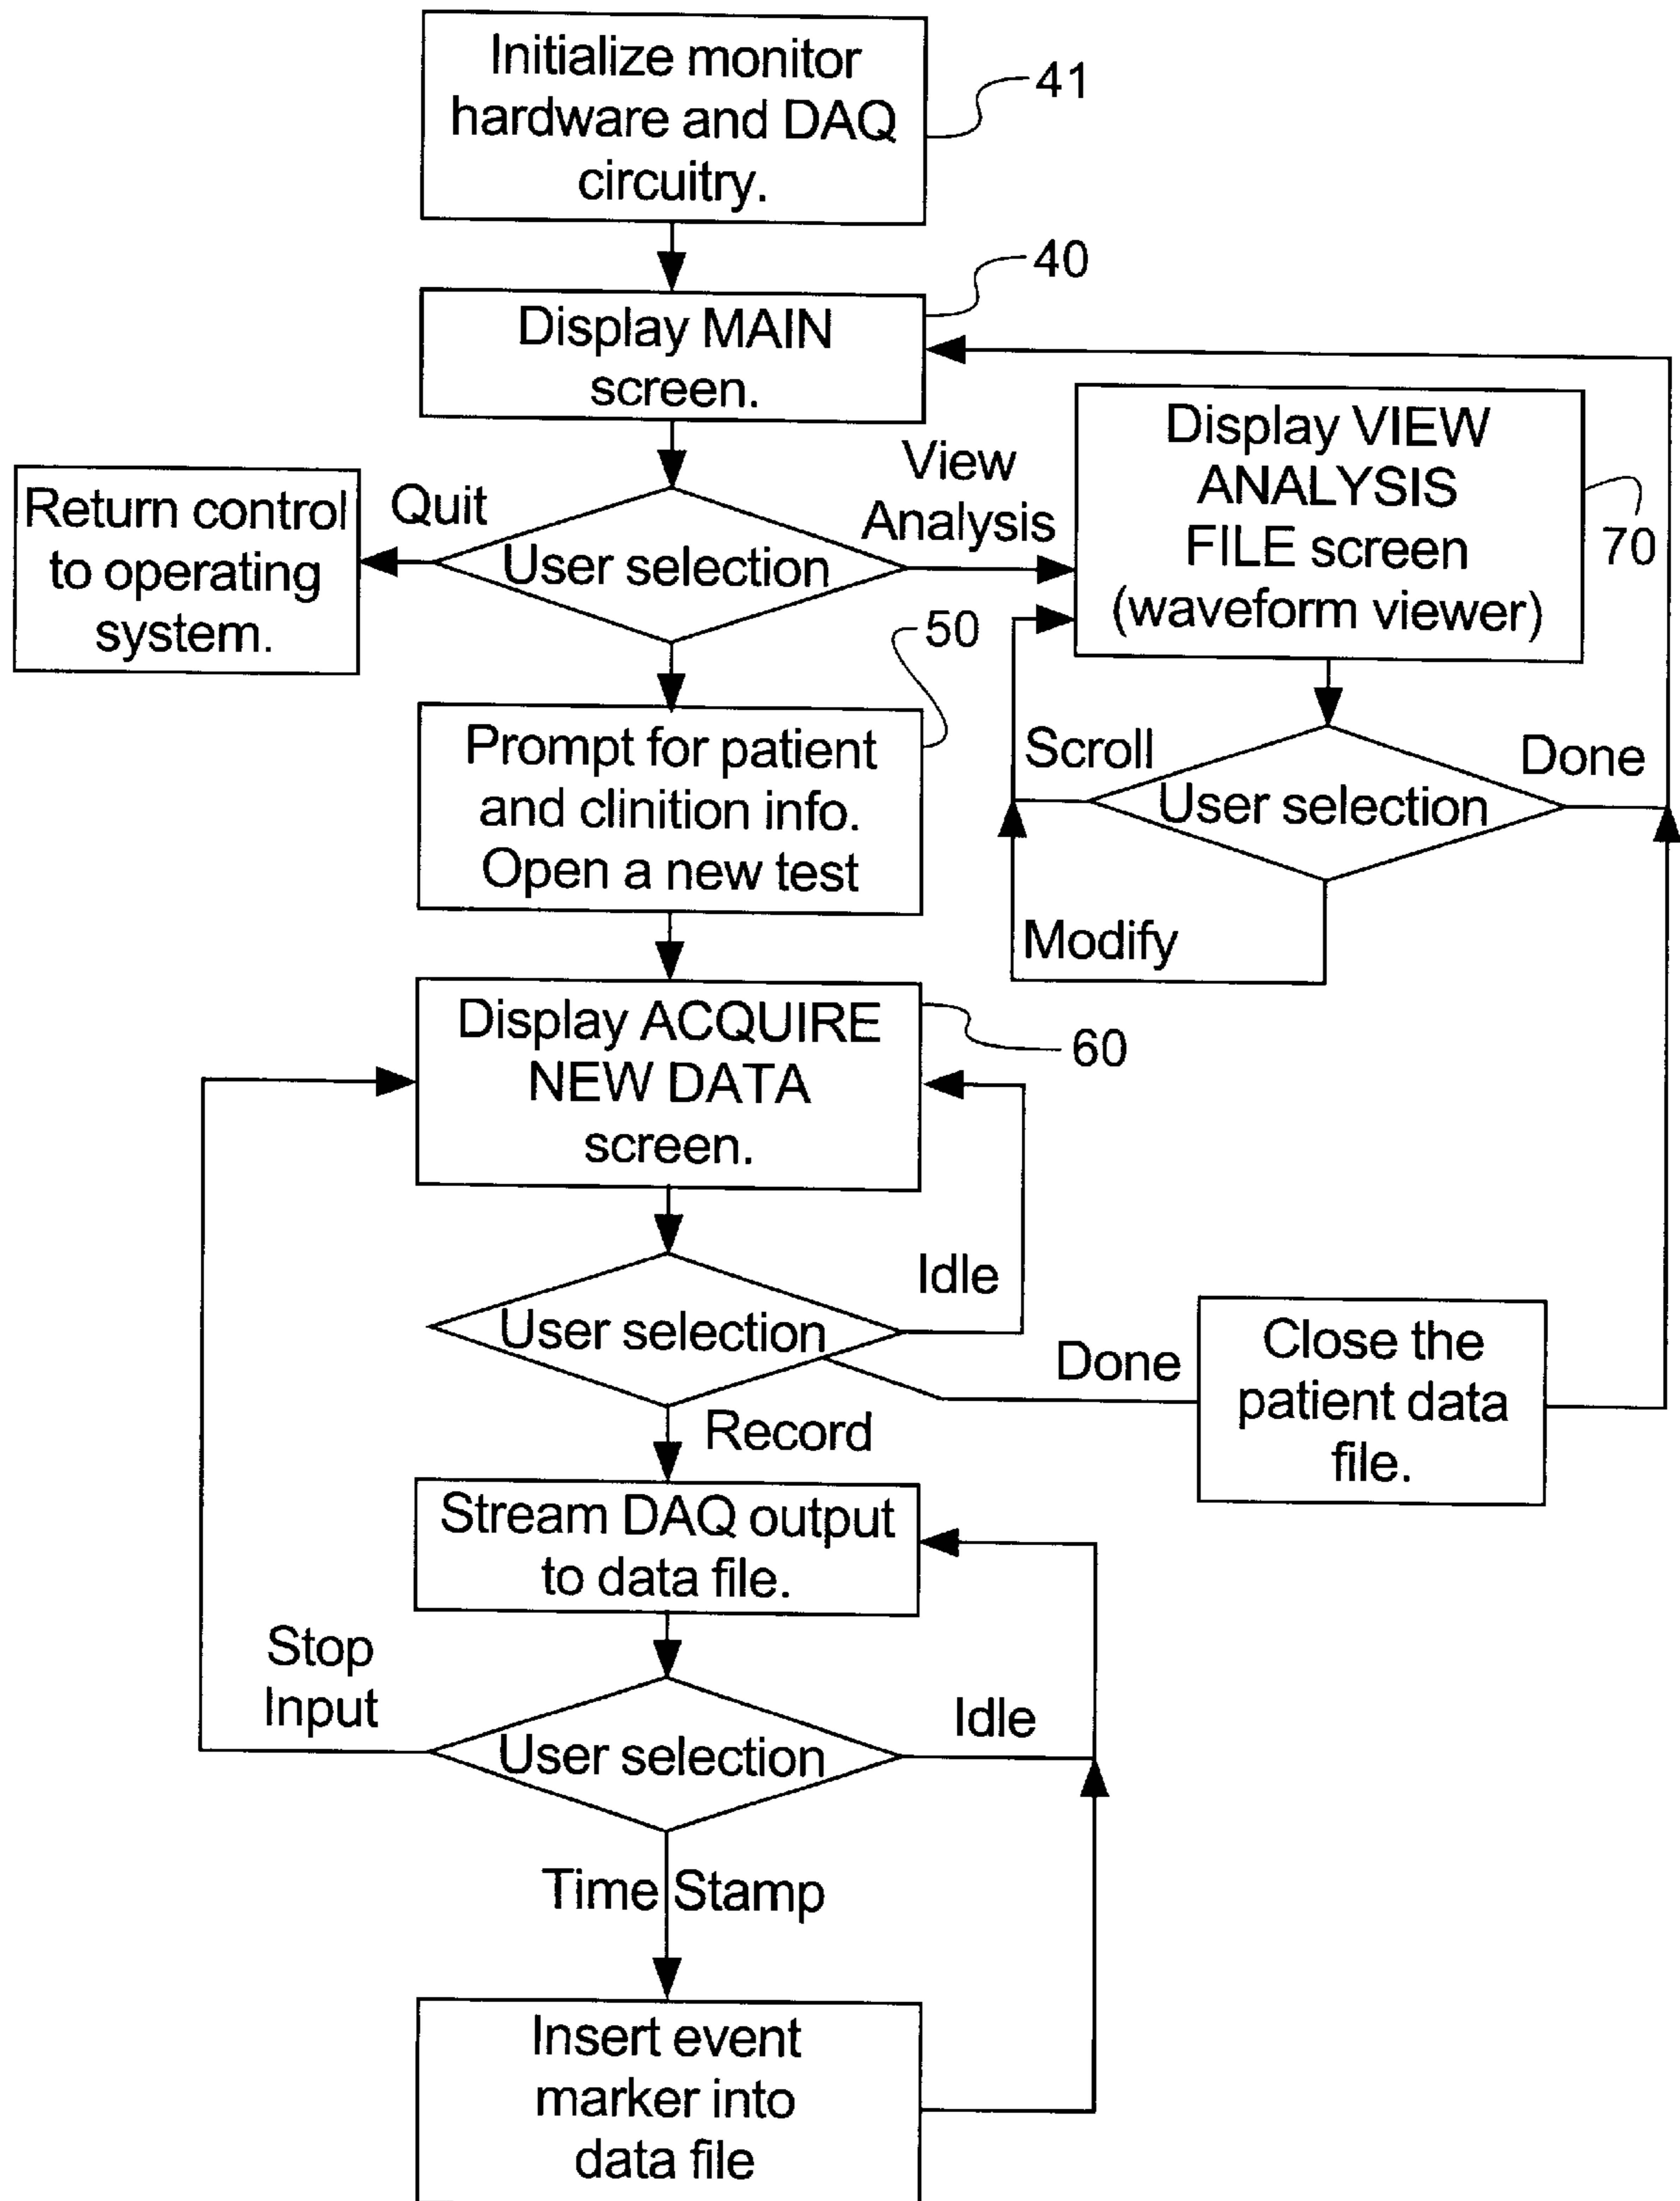 Initialize monitor
hardware and DAQ
circuitry.
41
40
Display MAIN
screen.
View
Analysis
Quit
Return control
to operating
system.
User selection
Display VIEW
ANALYSIS
FILE screen
(waveform viewer)
70
50
Prompt for patient
and clinition info.
Open a new test
Scroll
User selection
Done
Modify
Display ACQUIRE
NEW DATA
screen.
60
Idle
User selection
Done
Close the
patient data
file.
Record
Stream DAQ output
to data file.
Stop
Input
User selection
Idle
Time Stamp
Insert event
marker into
data file